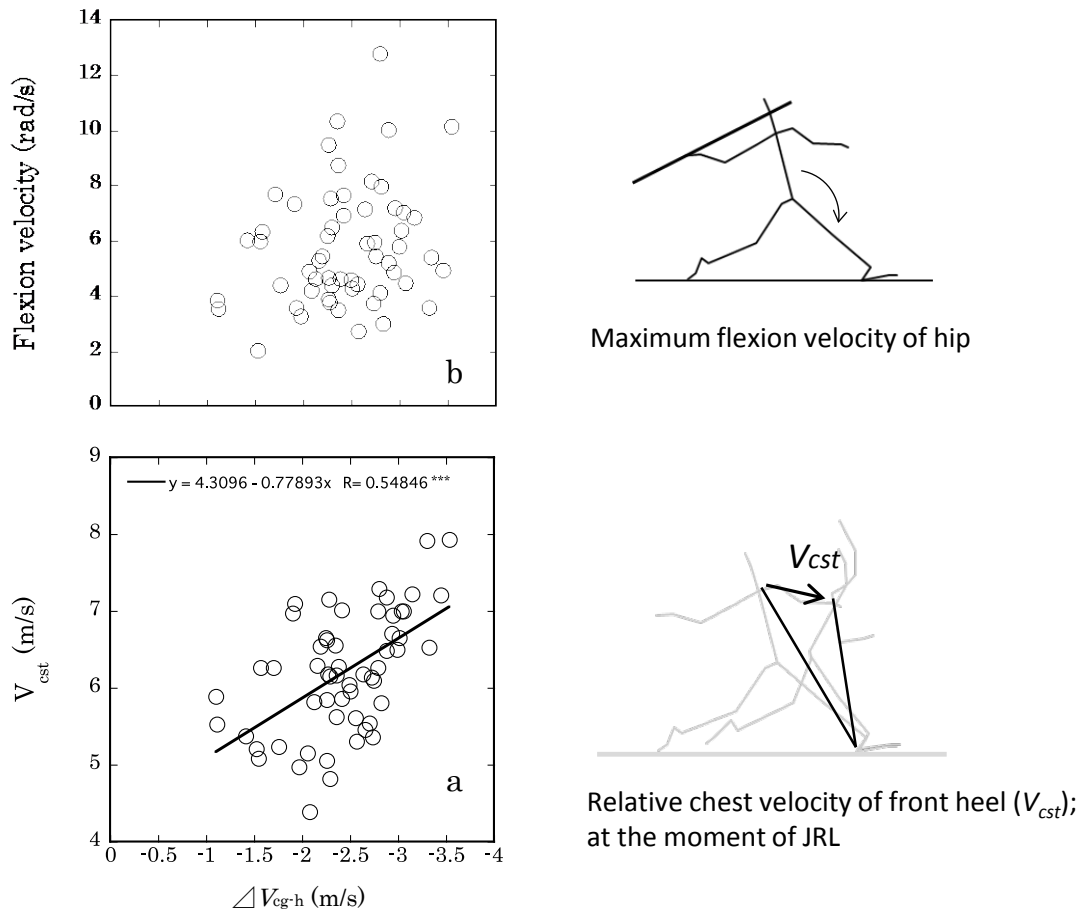 14
12
10
8
6
4
2
0
Flexion velocity (rad/s)
b
Maximum flexion velocity of hip
9
8
7
6
5
4
V_cst (m/s)
y = 4.3096 - 0.77893x R= 0.54846 ***
a
0 -0.5 -1 -1.5 -2 -2.5 -3 -3.5 -4
⊿V_cg-h (m/s)
V_cst
Relative chest velocity of front heel (V_cst);
at the moment of JRL